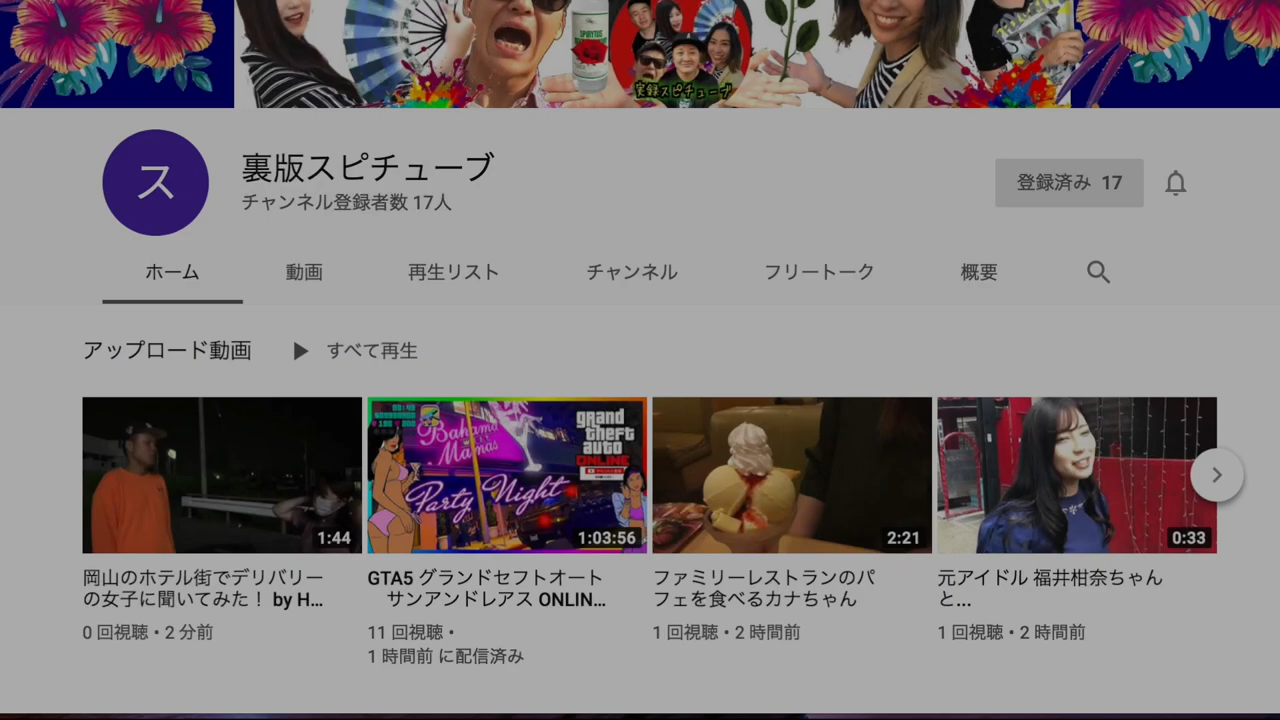 SPIRYTUS
実録スピチューブ
ス
裏版スピチューブ
チャンネル登録者数 17人
登録済み 17
ホーム
動画
再生リスト
チャンネル
フリートーク
概要
アップロード動画
すべて再生
1:44
岡山のホテル街でデリバリー
の女子に聞いてみた！ by H...
0 回視聴・2 分前
Bahama
Mamas
grand
theft
auto
ONLINE
Party Night
1:03:56
GTA5 グランドセフトオート
サンアンドレアス ONLIN...
11 回視聴・
1 時間前 に配信済み
2:21
ファミリーレストランのパ
フェを食べるカナちゃん
1 回視聴・2 時間前
0:33
元アイドル 福井柑奈ちゃん
と...
1 回視聴・2 時間前